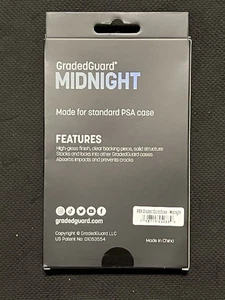 GradedGuard®
MIDNIGHT
Made for standard PSA case
FEATURES
High-gloss finish, clear backing piece, solid structure
Stacks and locks into other GradedGuard cases
Absorbs impacts and prevents cracks
gradedguard.com
Copyright © GradedGuard LLC
US Patent No. D1053554
Made in China